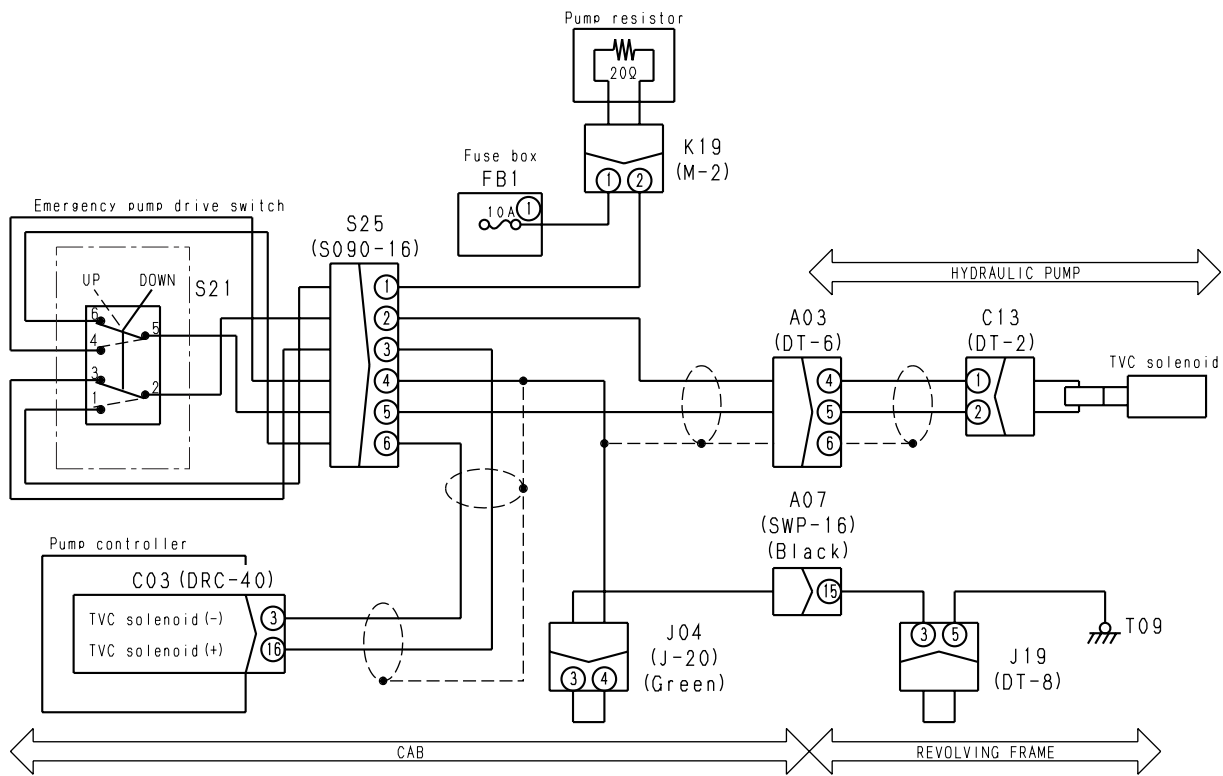 Pump resistor
20Ω
K19
(M-2)
1 2
Fuse box
FB1
10A 1
Emergency pump drive switch
S25
(S090-16)
S21
UP DOWN
6
5
4
3
2
1
1
2
3
4
5
6
HYDRAULIC PUMP
A03
(DT-6)
4
5
6
C13
(DT-2)
1
2
TVC solenoid
A07
(SWP-16)
(Black)
15
Pump controller
C03(DRC-40)
TVC solenoid(-) 3
TVC solenoid(+) 16
J04
(J-20)
(Green)
3 4
3 5
J19
(DT-8)
T09
CAB
REVOLVING FRAME